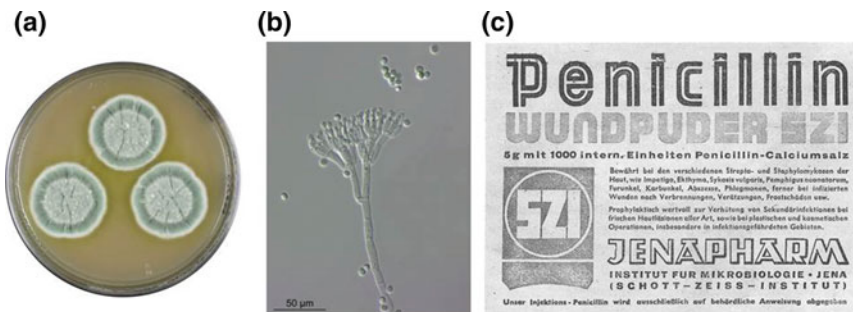 (a)
(b)
(c)
50 µm
Penicillin
WUNDPUDER SZI
5g mit 1000 intern. Einheiten Penicillin-Calciumsalz
Bewährt bei den verschiedenen Strepto- und Staphylomykosen der
Haut, wie Impetigo, Ekthyma, Sykosis vulgaris, Pemphigus neonatorum,
Furunkel, Karbunkel, Abszesse, Phlegmonen, ferner bei infizierten
Wunden nach Verbrennungen, Verätzungen, Frostschäden usw.
Prophylaktisch wertvoll zur Verhütung von Sekundärinfektionen bei
frischen Hautläsionen aller Art, sowie bei plastischen und kosmetischen
Operationen, insbesondere in infektionsgefährdeten Gebieten.
SZI
JENAPHARM
INSTITUT FUR MIKROBIOLOGIE · JENA
(SCHOTT-ZEISS-INSTITUT)
Unser Injektions-Penicillin wird ausschließlich auf behördliche Anweisung abgegeben